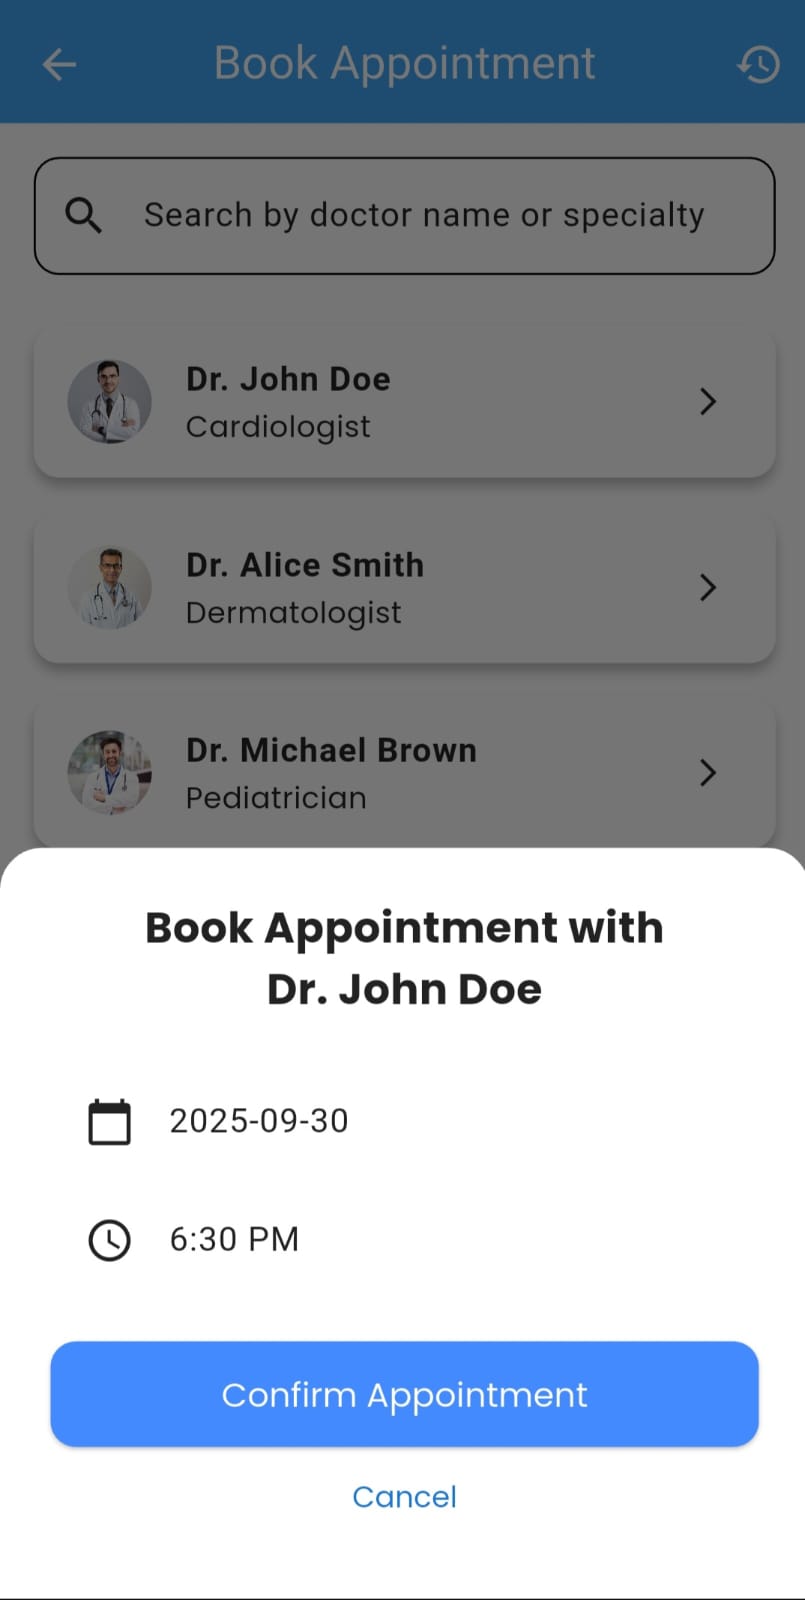 Book Appointment
Search by doctor name or specialty
Dr. John Doe
Cardiologist
Dr. Alice Smith
Dermatologist
Dr. Michael Brown
Pediatrician
Book Appointment with
Dr. John Doe
2025-09-30
6:30 PM
Confirm Appointment
Cancel